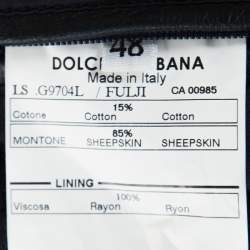 48
DOLCI BANA
Made in Italy
LS .G9704L / FULJI CA 00985
15%
Cotone Cotton Cotton
85%
MONTONE SHEEPSKIN SHEEPSKIN
LINING
100%
Viscosa Rayon Ryon